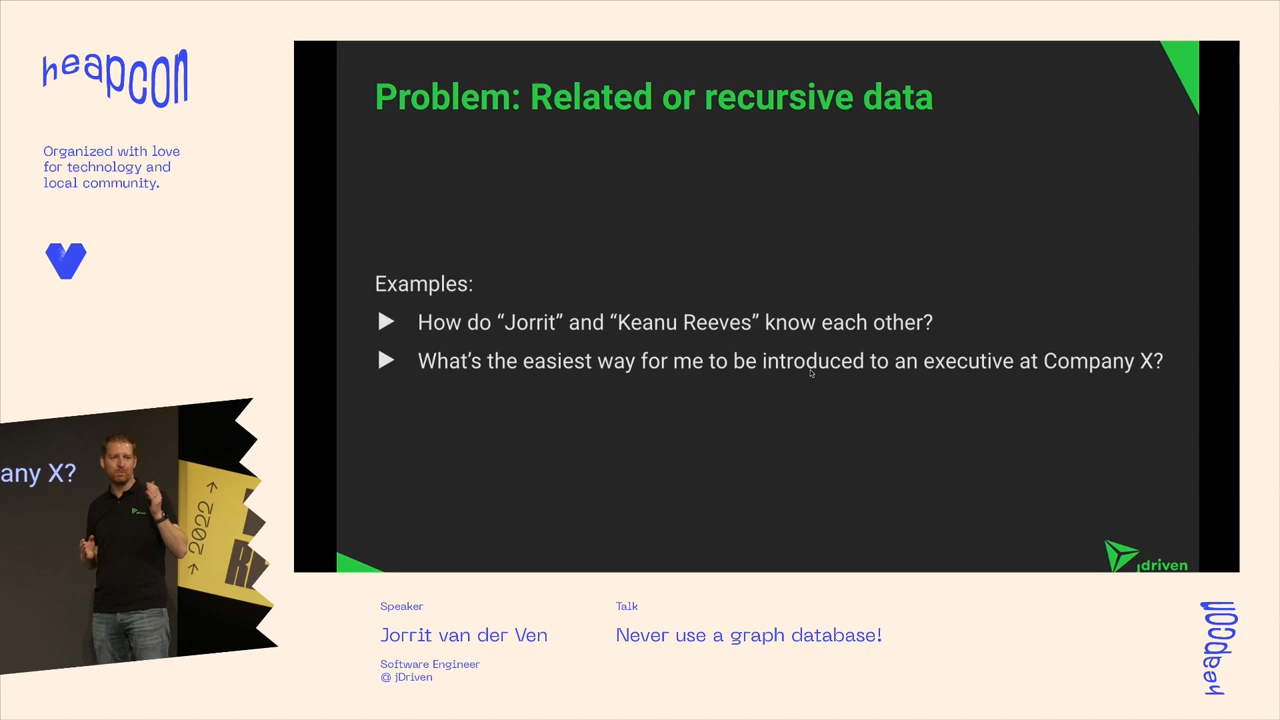 heapcon
Organized with love
for technology and
local community.
Problem: Related or recursive data
Examples:
How do “Jorrit” and “Keanu Reeves” know each other?
What’s the easiest way for me to be introduced to an executive at Company X?
jdriven
any X?
2022
Speaker
Jorrit van der Ven
Software Engineer
@ jDriven
Talk
Never use a graph database!
heapcon